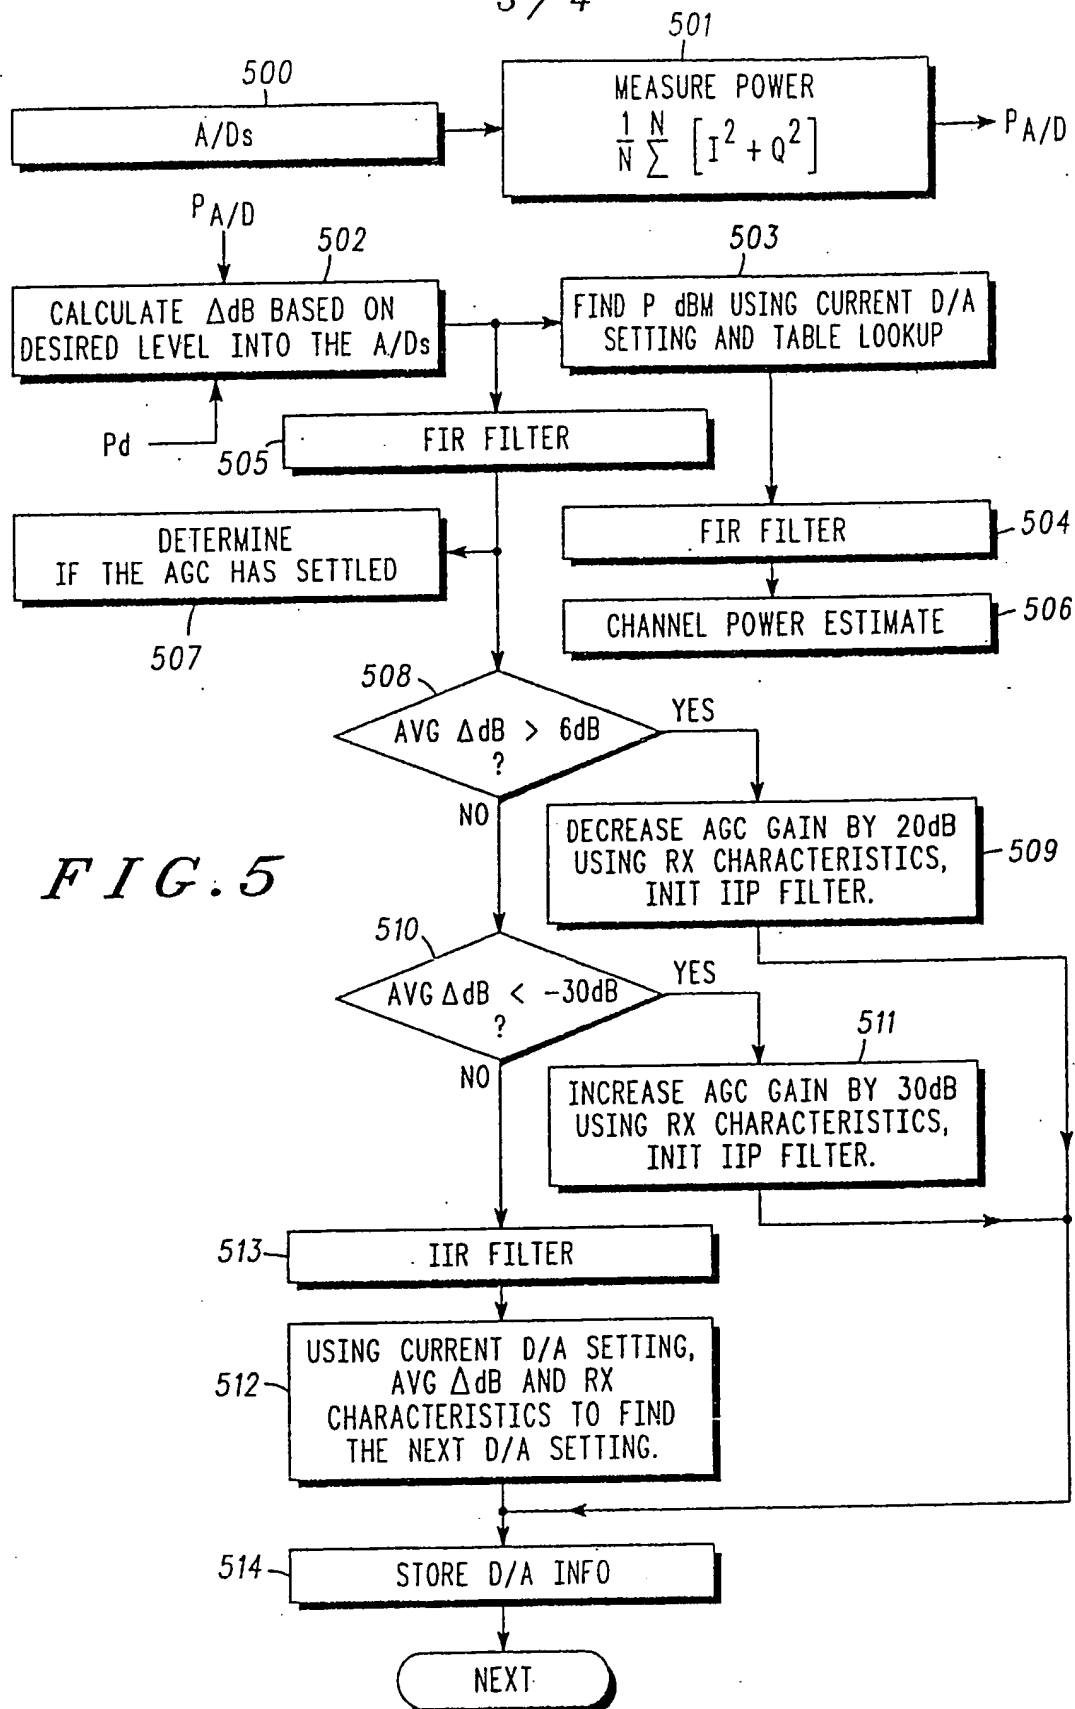 3/4
500
A/Ds
501
MEASURE POWER
1/N N Σ [I² + Q²]
P A/D
P A/D
502
CALCULATE ΔdB BASED ON
DESIRED LEVEL INTO THE A/Ds
Pd
503
FIND P dBM USING CURRENT D/A
SETTING AND TABLE LOOKUP
505
FIR FILTER
504
FIR FILTER
507
DETERMINE
IF THE AGC HAS SETTLED
506
CHANNEL POWER ESTIMATE
508
AVG ΔdB > 6dB
?
YES
NO
509
DECREASE AGC GAIN BY 20dB
USING RX CHARACTERISTICS,
INIT IIP FILTER.
FIG.5
510
AVG ΔdB < -30dB
?
YES
NO
511
INCREASE AGC GAIN BY 30dB
USING RX CHARACTERISTICS,
INIT IIP FILTER.
513
IIR FILTER
512
USING CURRENT D/A SETTING,
AVG ΔdB AND RX
CHARACTERISTICS TO FIND
THE NEXT D/A SETTING.
514
STORE D/A INFO
NEXT